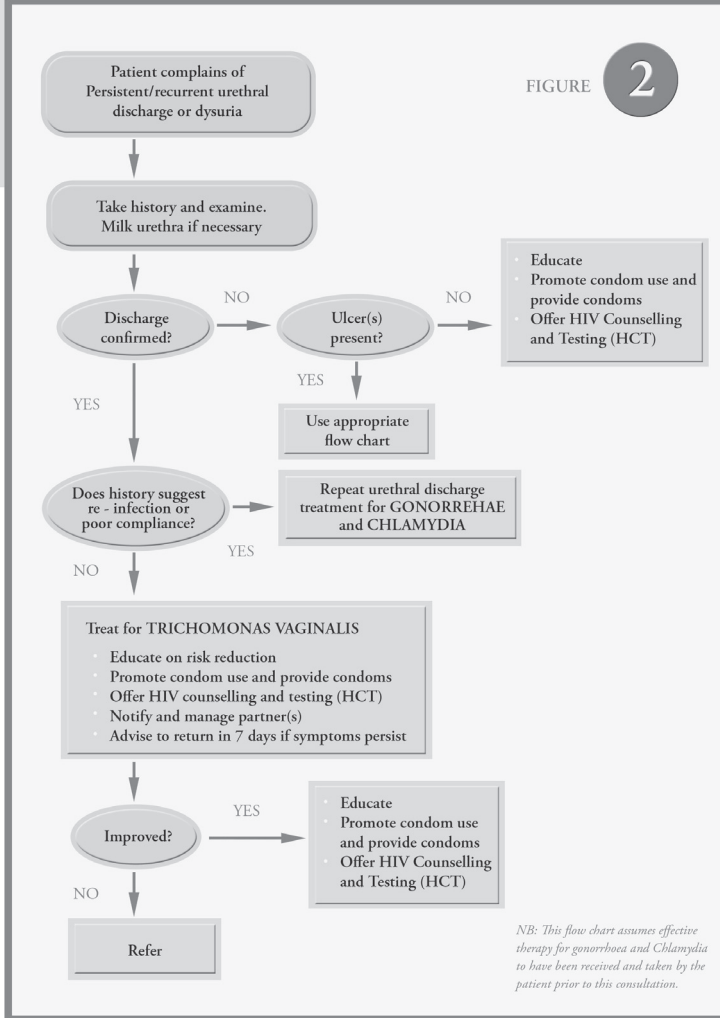 FIGURE 2
Patient complains of
Persistent/recurrent urethral
discharge or dysuria
Take history and examine.
Milk urethra if necessary
Discharge
confirmed?
NO
Ulcer(s)
present?
NO
Educate
Promote condom use and
provide condoms
Offer HIV Counselling
and Testing (HCT)
YES
YES
Use appropriate
flow chart
Does history suggest
re - infection or
poor compliance?
YES
Repeat urethral discharge
treatment for GONORREHAE
and CHLAMYDIA
NO
Treat for TRICHOMONAS VAGINALIS
Educate on risk reduction
Promote condom use and provide condoms
Offer HIV counselling and testing (HCT)
Notify and manage partner(s)
Advise to return in 7 days if symptoms persist
Improved?
YES
Educate
Promote condom use
and provide condoms
Offer HIV Counselling
and Testing (HCT)
NO
Refer
NB: This flow chart assumes effective
therapy for gonorrhoea and Chlamydia
to have been received and taken by the
patient prior to this consultation.